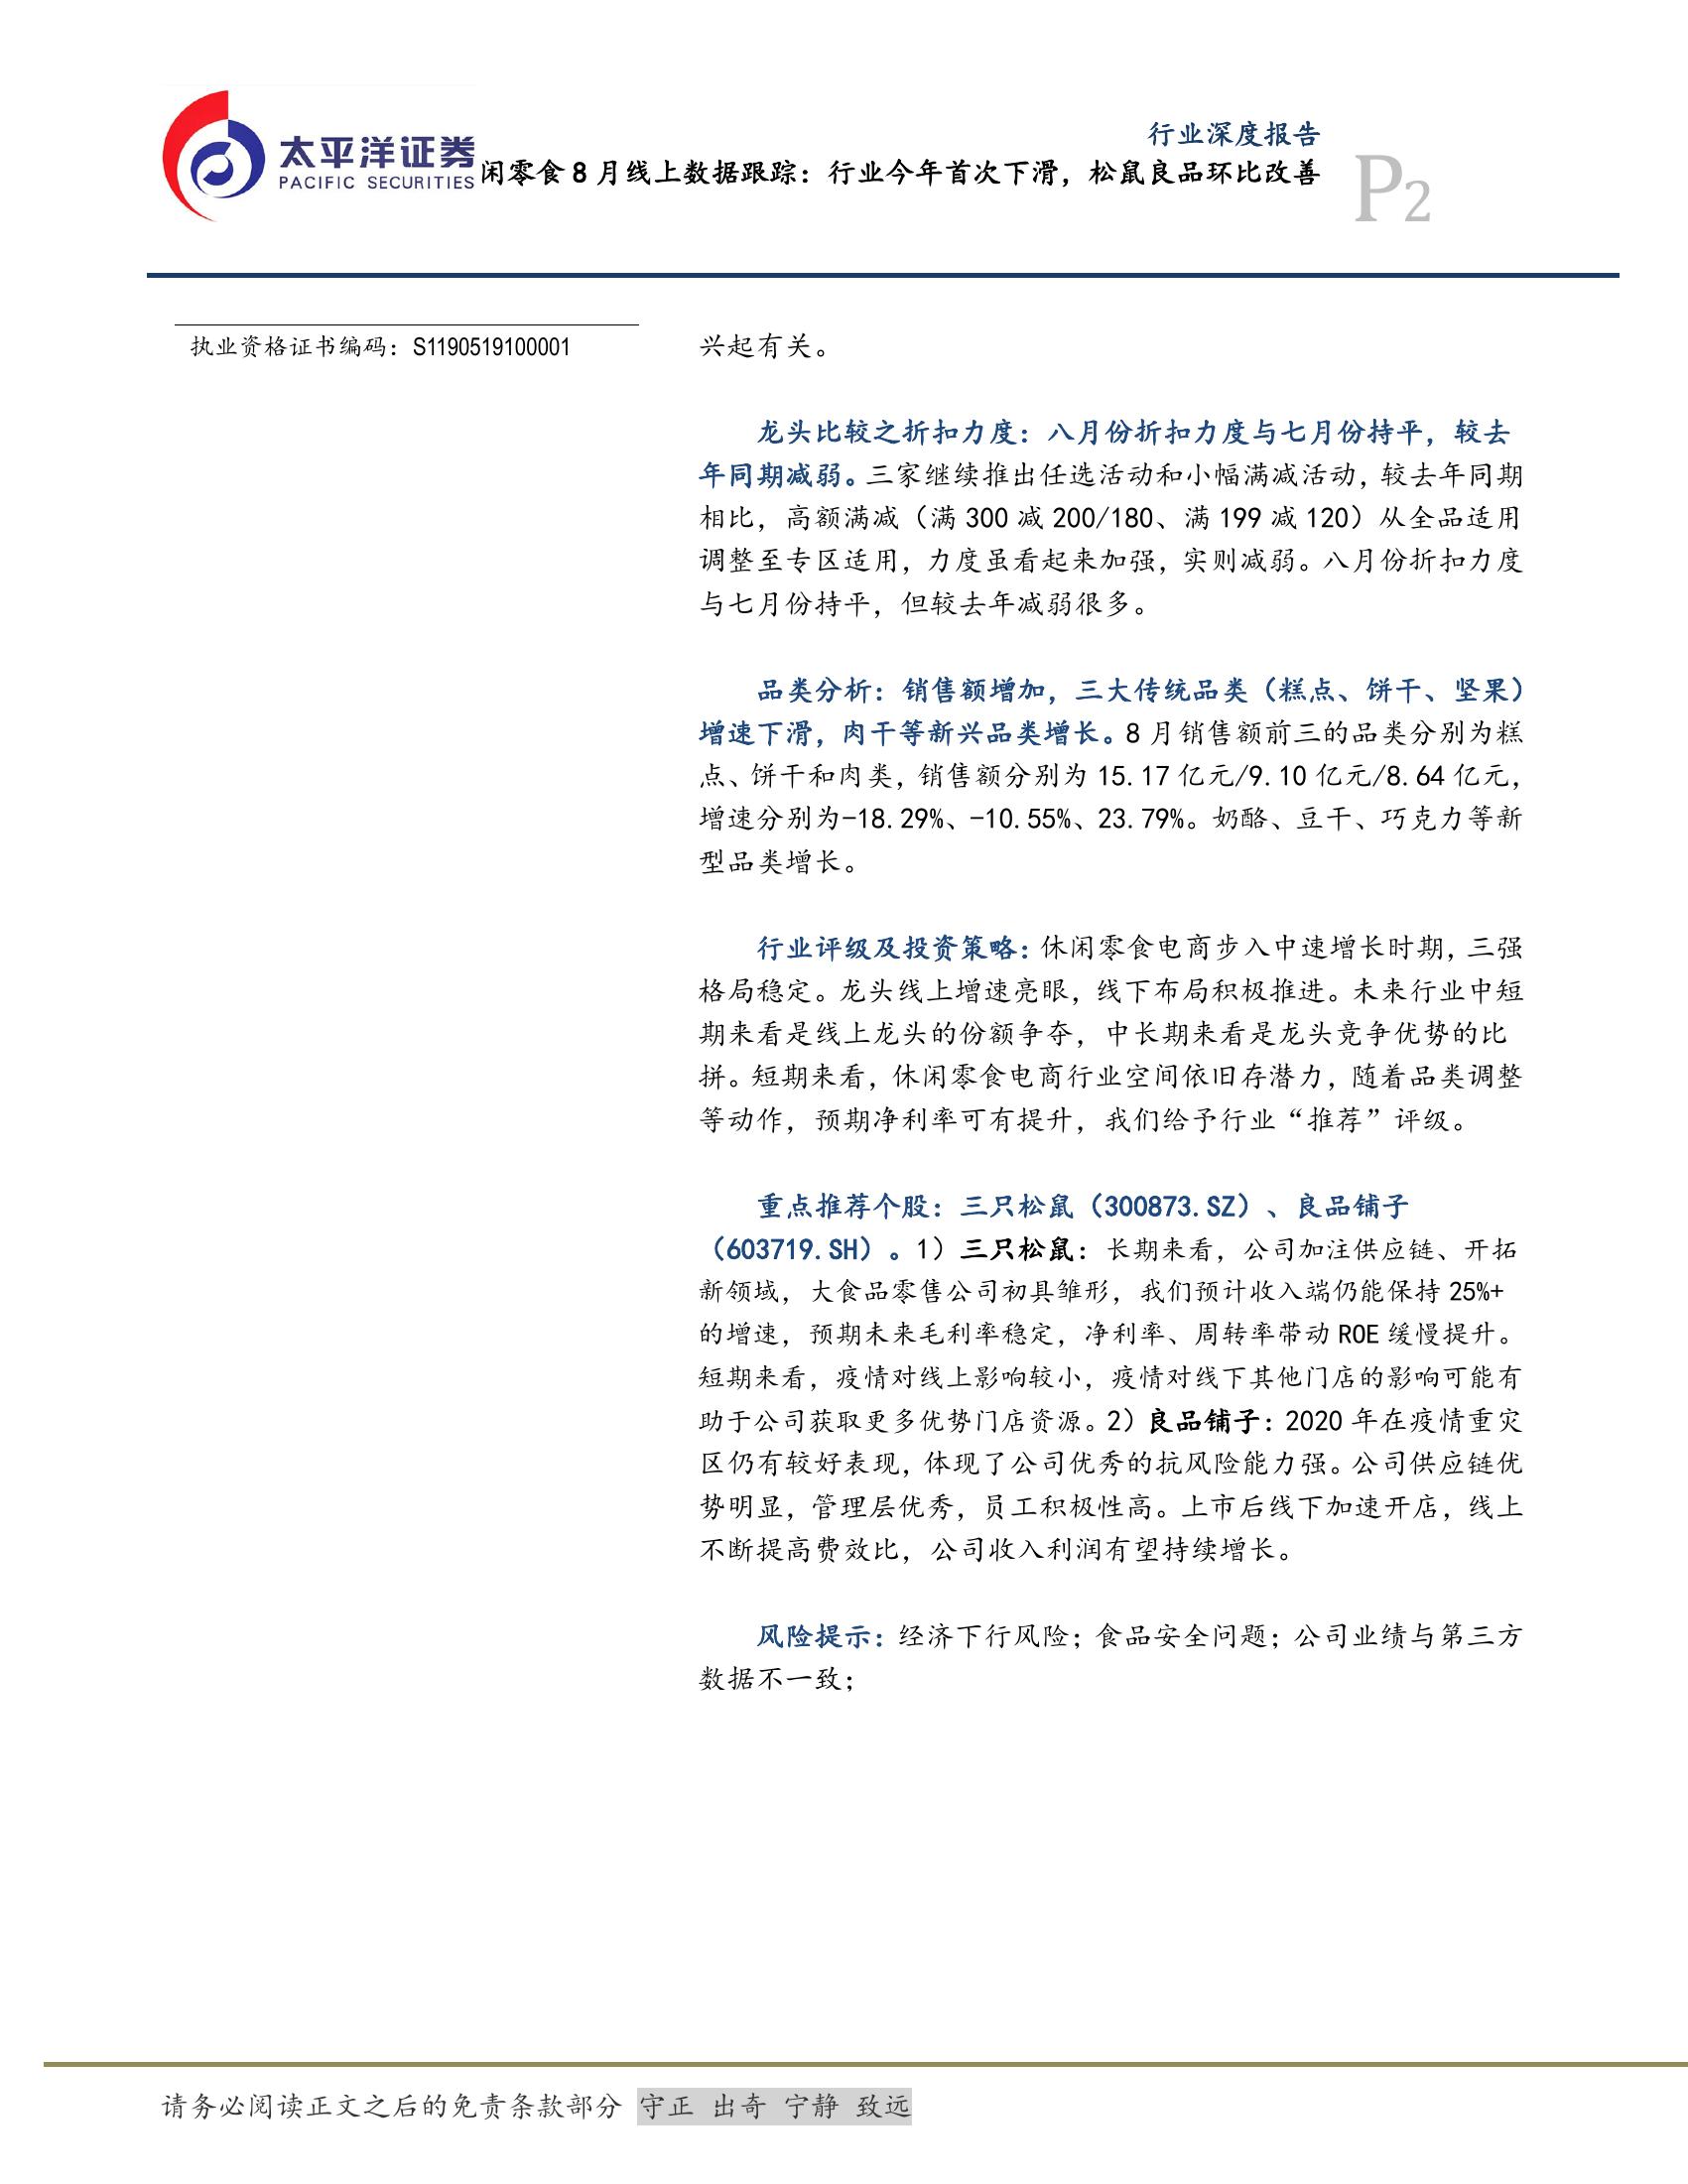 太平洋证券
PACIFIC SECURITIES
行业深度报告
闲零食 8 月线上数据跟踪：行业今年首次下滑，松鼠良品环比改善
P2
执业资格证书编码：S1190519100001
兴起有关。
龙头比较之折扣力度：八月份折扣力度与七月份持平，较去
年同期减弱。三家继续推出任选活动和小幅满减活动，较去年同期
相比，高额满减（满 300 减 200/180、满 199 减 120）从全品适用
调整至专区适用，力度虽看起来加强，实则减弱。八月份折扣力度
与七月份持平，但较去年减弱很多。
品类分析：销售额增加，三大传统品类（糕点、饼干、坚果）
增速下滑，肉干等新兴品类增长。8 月销售额前三的品类分别为糕
点、饼干和肉类，销售额分别为 15.17 亿元/9.10 亿元/8.64 亿元，
增速分别为-18.29%、-10.55%、23.79%。奶酪、豆干、巧克力等新
型品类增长。
行业评级及投资策略：休闲零食电商步入中速增长时期，三强
格局稳定。龙头线上增速亮眼，线下布局积极推进。未来行业中短
期来看是线上龙头的份额争夺，中长期来看是龙头竞争优势的比
拼。短期来看，休闲零食电商行业空间依旧存潜力，随着品类调整
等动作，预期净利率可有提升，我们给予行业“推荐”评级。
重点推荐个股：三只松鼠（300873.SZ）、良品铺子
（603719.SH）。1）三只松鼠：长期来看，公司加注供应链、开拓
新领域，大食品零售公司初具雏形，我们预计收入端仍能保持 25%+
的增速，预期未来毛利率稳定，净利率、周转率带动 ROE 缓慢提升。
短期来看，疫情对线上影响较小，疫情对线下其他门店的影响可能有
助于公司获取更多优势门店资源。2）良品铺子：2020 年在疫情重灾
区仍有较好表现，体现了公司优秀的抗风险能力强。公司供应链优
势明显，管理层优秀，员工积极性高。上市后线下加速开店，线上
不断提高费效比，公司收入利润有望持续增长。
风险提示：经济下行风险；食品安全问题；公司业绩与第三方
数据不一致；
请务必阅读正文之后的免责条款部分 守正 出奇 宁静 致远